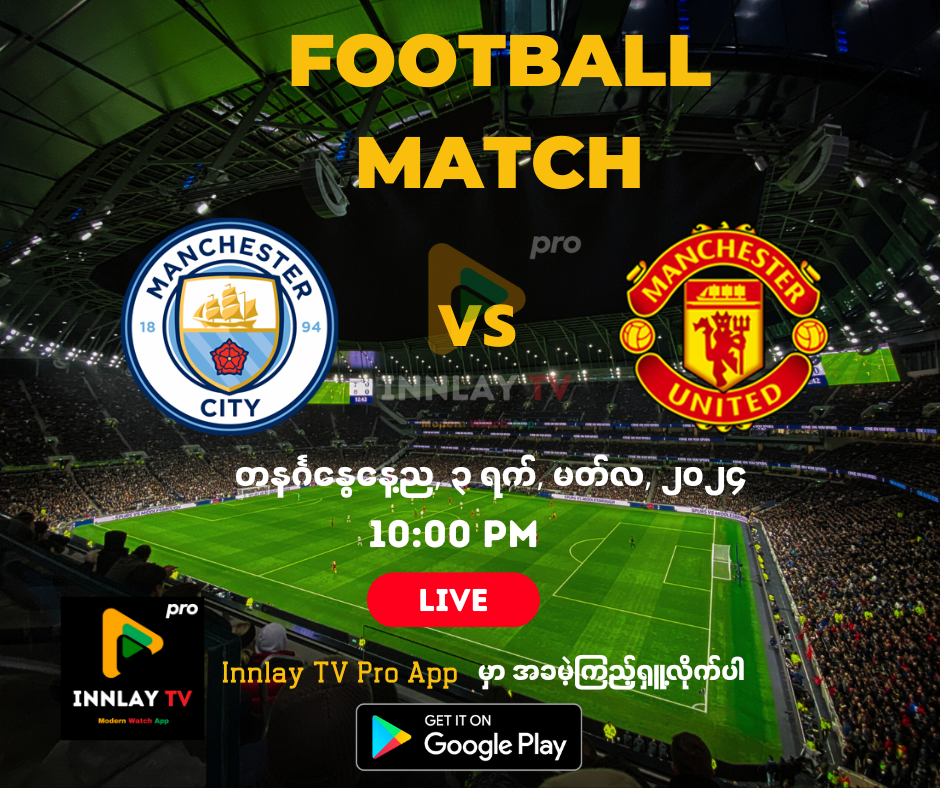 FOOTBALL
MATCH
MANCHESTER
18 94
CITY
pro
VS
INNLAY TV
Modern Watch App
MANCHESTER
UNITED
တနင်္ဂနွေနေ့ည, ၃ ရက်, မတ်လ, ၂၀၂၄
10:00 PM
LIVE
pro
INNLAY TV
Modern Watch App
Innlay TV Pro App မှာ အခမဲ့ကြည့်ရှုလိုက်ပါ
GET IT ON
Google Play